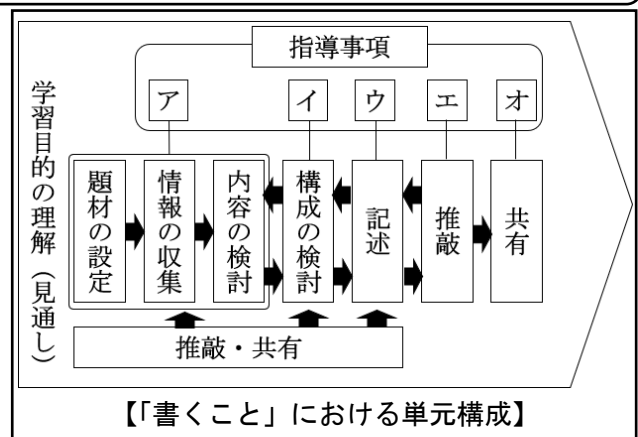 指導事項
ア
イ
ウ
エ
オ
学習目的の理解（見通し）
題材の設定
情報の収集
内容の検討
構成の検討
記述
推敲
共有
推敲・共有
【「書くこと」における単元構成】